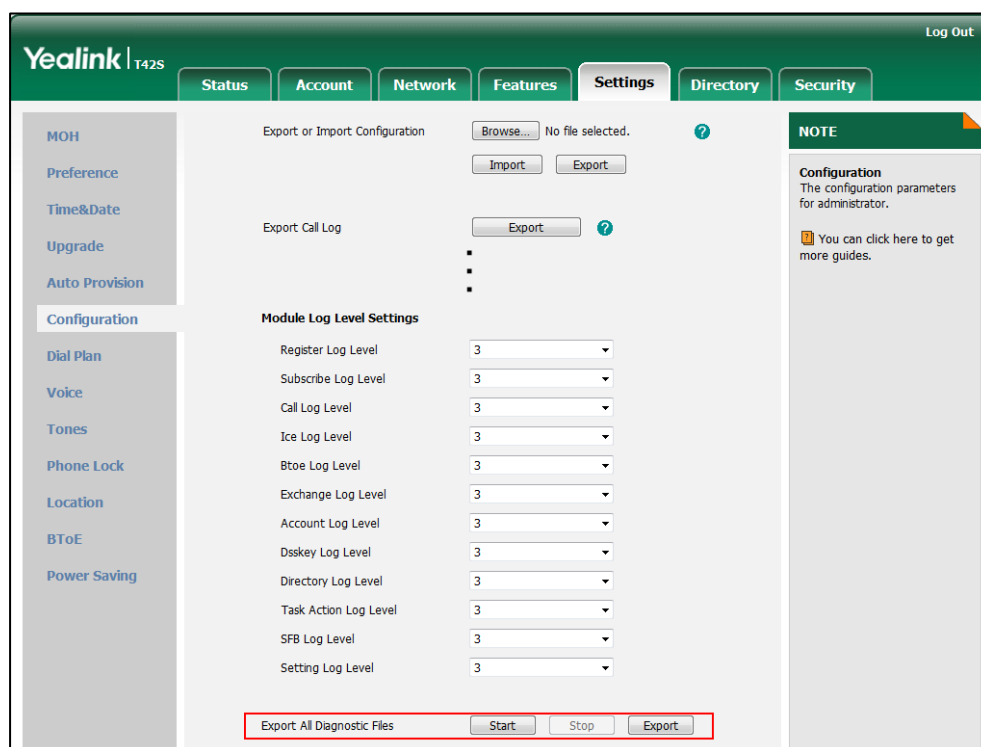 Log Out
Yealink | T42S
Status Account Network Features Settings Directory Security
MOH
Preference
Time&Date
Upgrade
Auto Provision
Configuration
Dial Plan
Voice
Tones
Phone Lock
Location
BToE
Power Saving
Export or Import Configuration Browse... No file selected. ?
Import Export
Export Call Log Export ?
Module Log Level Settings
Register Log Level 3
Subscribe Log Level 3
Call Log Level 3
Ice Log Level 3
Btoe Log Level 3
Exchange Log Level 3
Account Log Level 3
Dsskey Log Level 3
Directory Log Level 3
Task Action Log Level 3
SFB Log Level 3
Setting Log Level 3
Export All Diagnostic Files Start Stop Export
NOTE
Configuration
The configuration parameters
for administrator.
? You can click here to get
more guides.